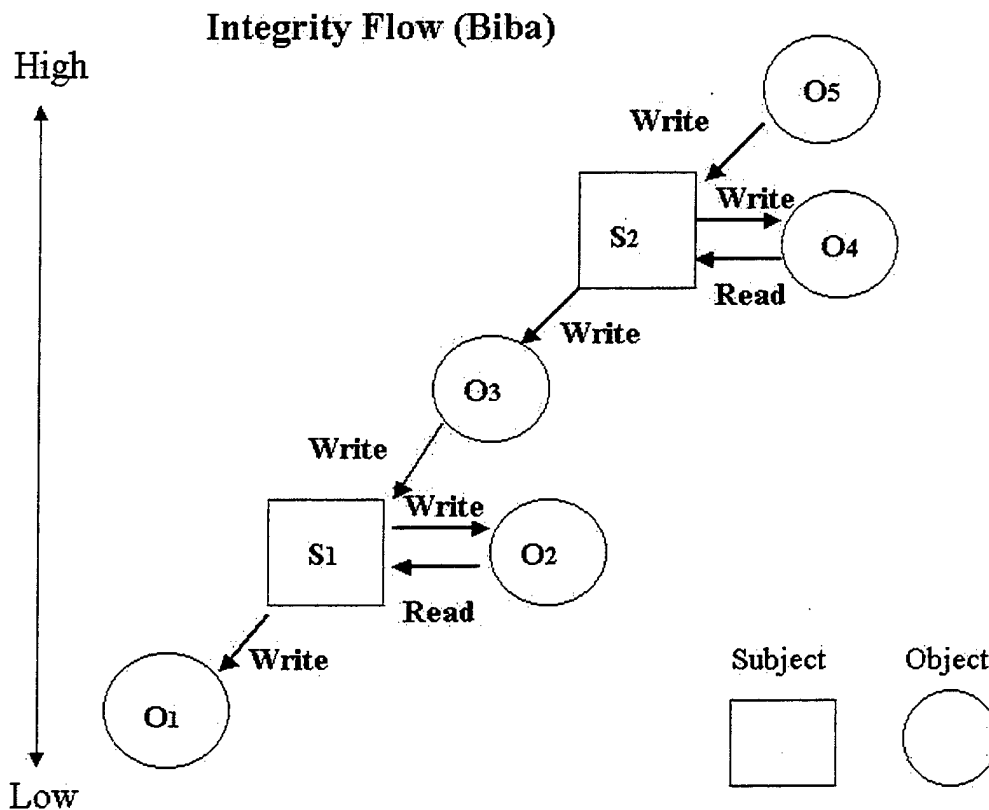 Integrity Flow (Biba)
High
O5
Write
Write
S2
O4
Read
Write
O3
Write
Write
S1
O2
Read
Write
Subject
Object
O1
Low